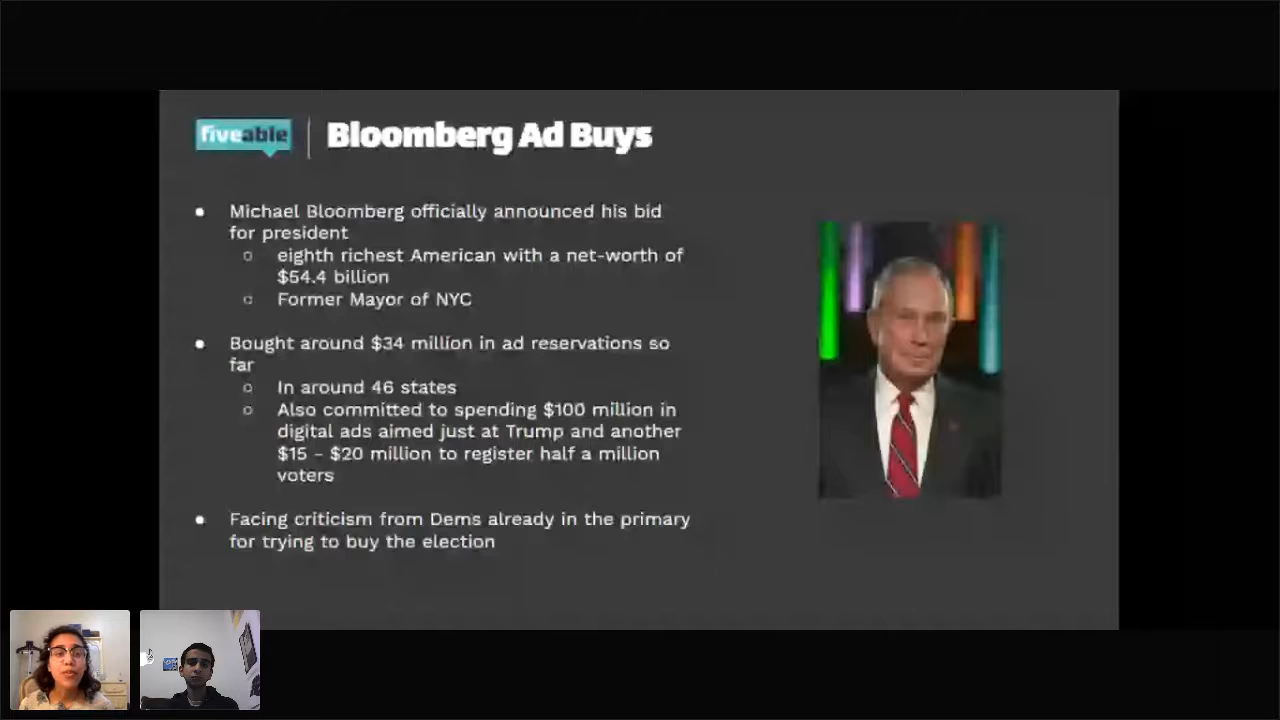 fiveable
Bloomberg Ad Buys
● Michael Bloomberg officially announced his bid
for president
○ eighth richest American with a net-worth of
$54.4 billion
○ Former Mayor of NYC
● Bought around $34 million in ad reservations so
far
○ In around 46 states
○ Also committed to spending $100 million in
digital ads aimed just at Trump and another
$15 - $20 million to register half a million
voters
● Facing criticism from Dems already in the primary
for trying to buy the election